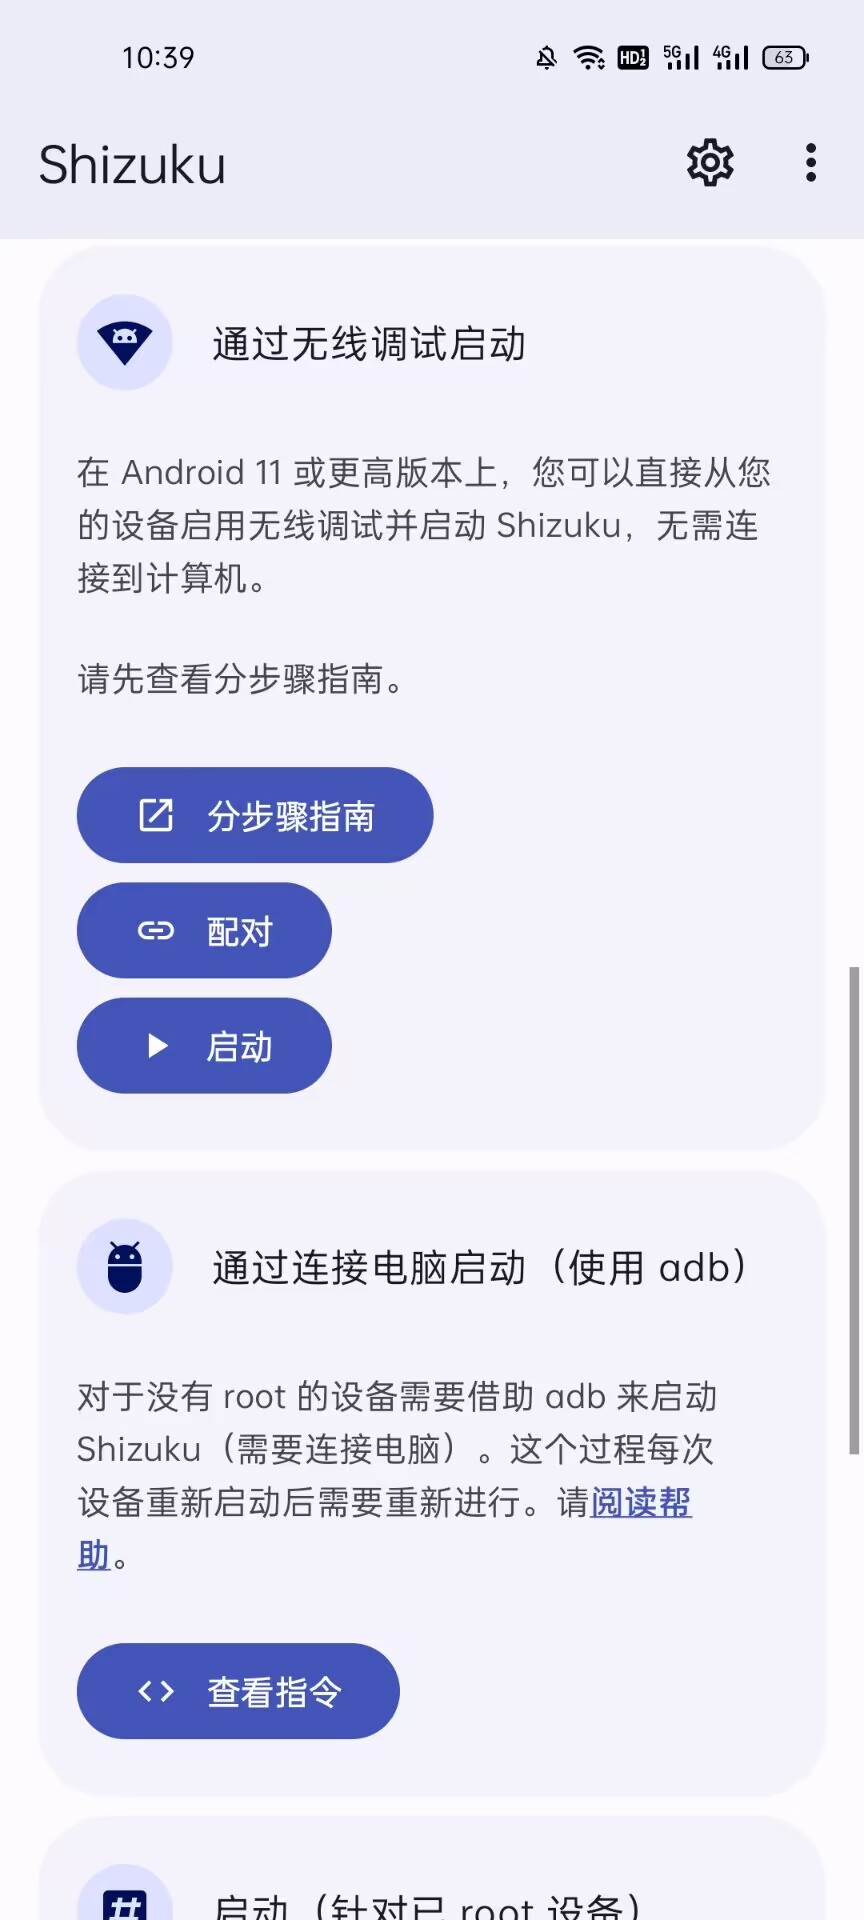 10:39
HD 5G 4G 63
Shizuku
通过无线调试启动
在 Android 11 或更高版本上，您可以直接从您
的设备启用无线调试并启动 Shizuku，无需连
接到计算机。
请先查看分步骤指南。
分步骤指南
配对
启动
通过连接电脑启动（使用 adb）
对于没有 root 的设备需要借助 adb 来启动
Shizuku（需要连接电脑）。这个过程每次
设备重新启动后需要重新进行。请阅读帮
助。
查看指令
启动（针对已 root 设备）